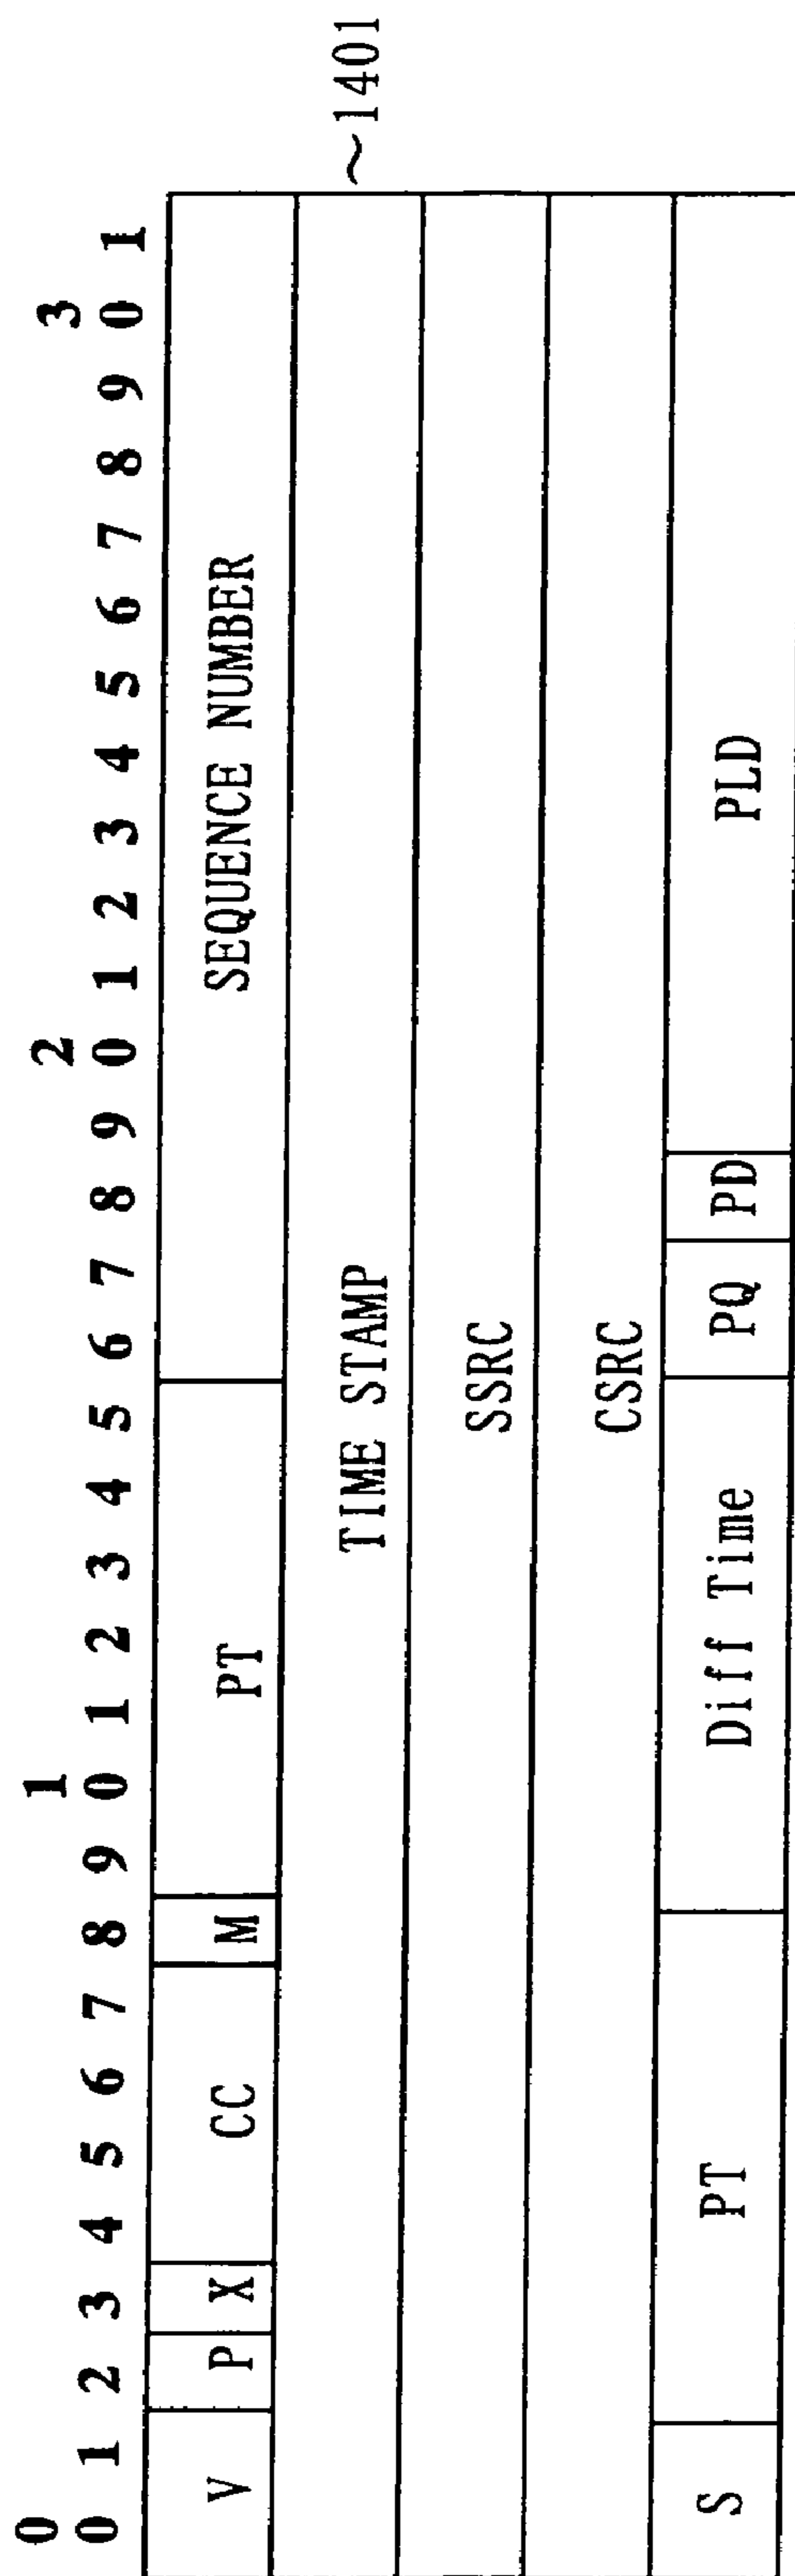 0 1 2 3
0 1 2 3 4 5 6 7 8 9 0 1 2 3 4 5 6 7 8 9 0 1 2 3 4 5 6 7 8 9 0 1
V P X CC M PT SEQUENCE NUMBER
TIME STAMP ~1401
SSRC
CSRC
S PT Diff Time PQ PD PLD